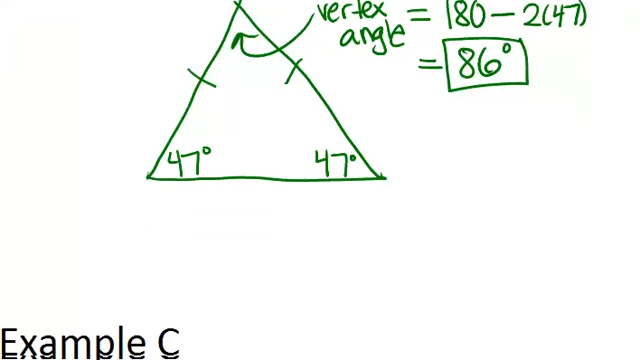 vertex angle = 180 - 2(47)
= 86°
47° 47°
Example C